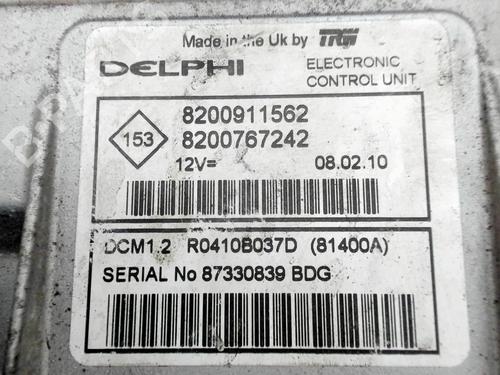 Made in the Uk by TRW
DELPHI
ELECTRONIC
CONTROL UNIT
153
8200911562
8200767242
12V=
08.02.10
DCM1.2 R0410B037D (81400A)
SERIAL No 87330839 BDG